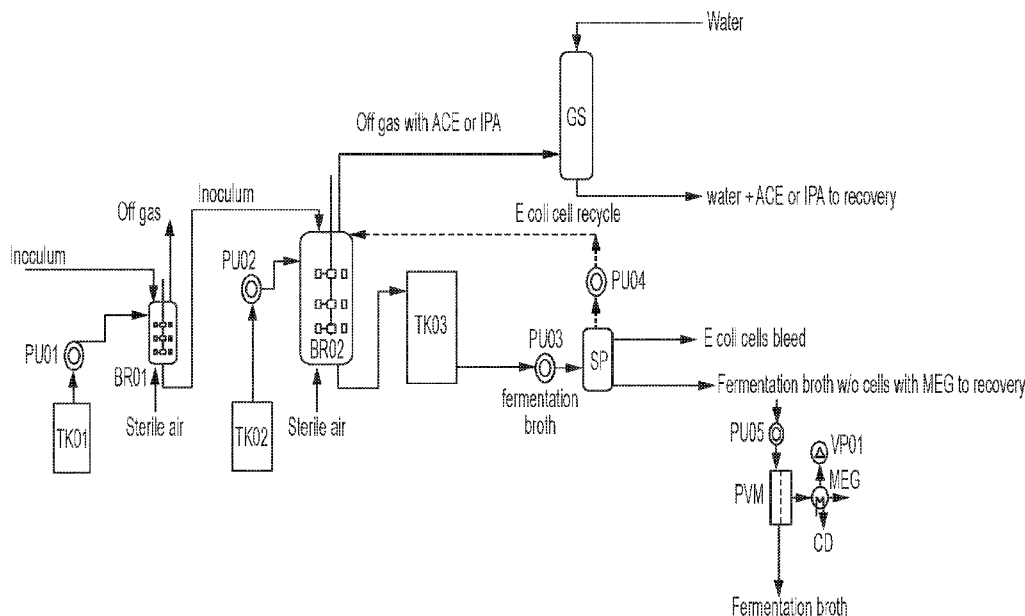 Water
GS
Off gas with ACE or IPA
Inoculum
water + ACE or IPA to recovery
Off gas
E coli cell recycle
Inoculum
PU02
PU04
TK03
PU01
BR01
BR02
PU03
SP
E coli cells bleed
Fermentation broth w/o cells with MEG to recovery
fermentation
broth
TK01
Sterile air
TK02
Sterile air
PU05
VP01
MEG
PVM
M
CD
Fermentation broth